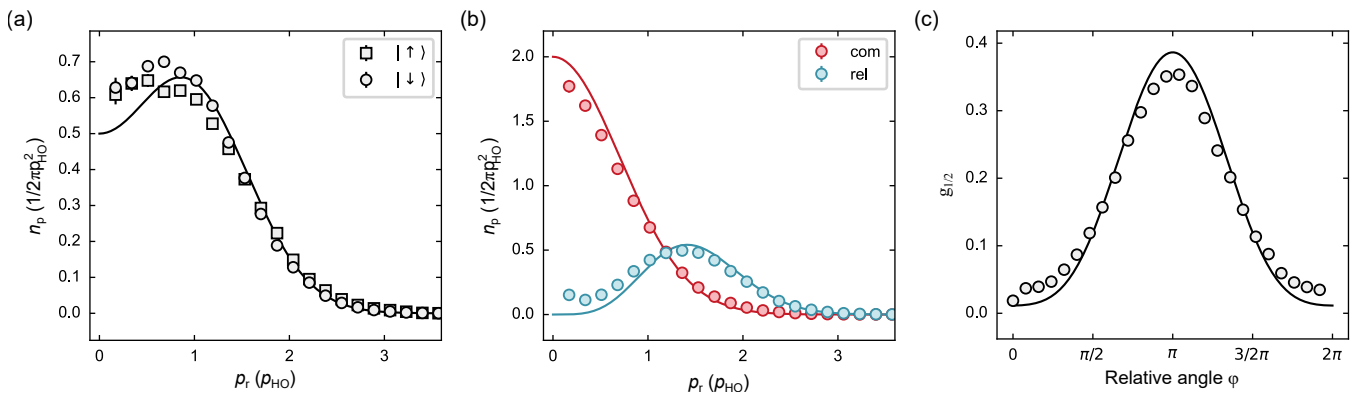 (a)
n_p (1/2πp²_HO)
0.7
0.6
0.5
0.4
0.3
0.2
0.1
0.0
0 1 2 3
p_r (p_HO)
|↑⟩
|↓⟩
(b)
n_p (1/2πp²_HO)
2.0
1.5
1.0
0.5
0.0
0 1 2 3
p_r (p_HO)
com
rel
(c)
g_1/2
0.4
0.3
0.2
0.1
0.0
0 π/2 π 3/2π 2π
Relative angle φ